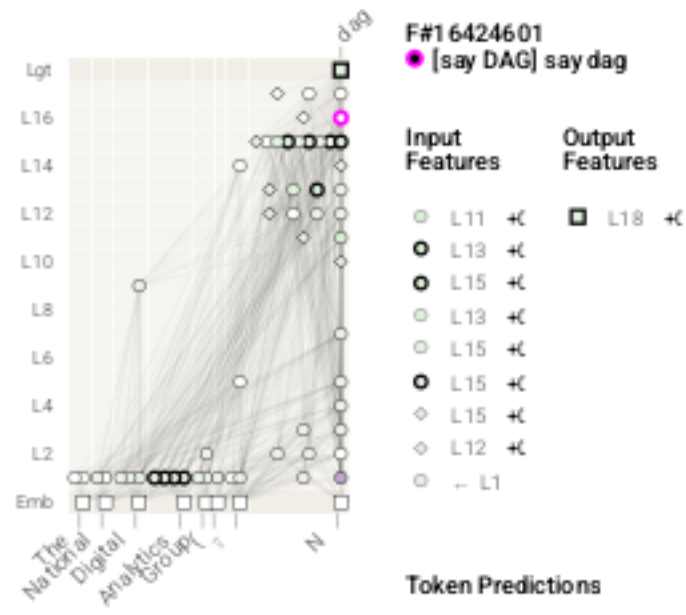 dag
F#16424601
[say DAG] say dag
Lgt
L16
L14
L12
L10
L8
L6
L4
L2
Emb
The
National
Digital
Analytics
Group
(
N
Input
Features
Output
Features
L11
L13
L15
L13
L15
L15
L15
L12
← L1
L18
Token Predictions